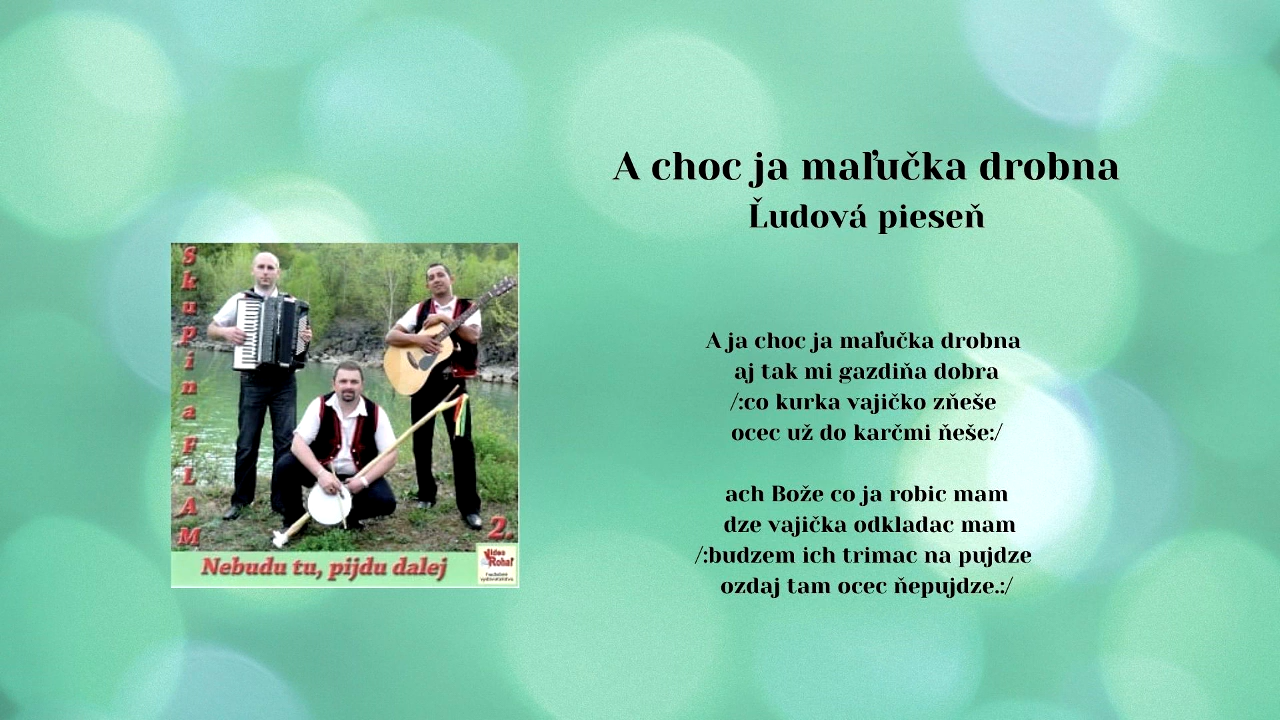 A choc ja maľučka drobna
Ľudová pieseň
A ja choc ja maľučka drobna
aj tak mi gazdiňa dobra
/:co kurka vajičko zňeše
ocec už do karčmi ňeše:/
ach Bože co ja robic mam
dze vajička odkladac mam
/:budzem ich trimac na pujdze
ozdaj tam ocec ňepujdze.:/
Skupina FLAM
2.
Nebudu tu, pijdu dalej
Video
Rohaľ